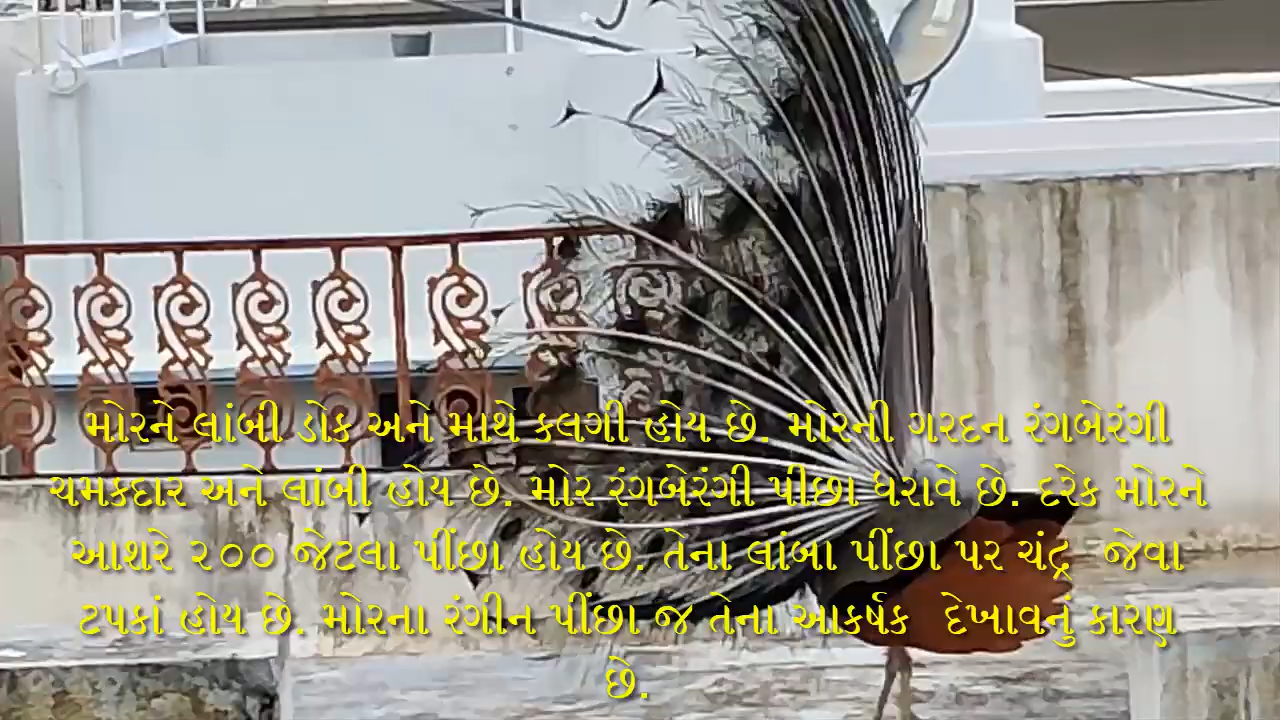 મોરને લાંબી ડોક અને માથે કલગી હોય છે. મોરની ગરદન રંગબેરંગી
ચમકદાર અને લાંબી હોય છે. મોર રંગબેરંગી પીંછા ધરાવે છે. દરેક મોરને
આશરે ૨૦૦ જેટલા પીંછા હોય છે. તેના લાંબા પીંછા પર ચંદ્ર જેવા
ટપકાં હોય છે. મોરના રંગીન પીંછા જ તેના આકર્ષક દેખાવનું કારણ
છે.